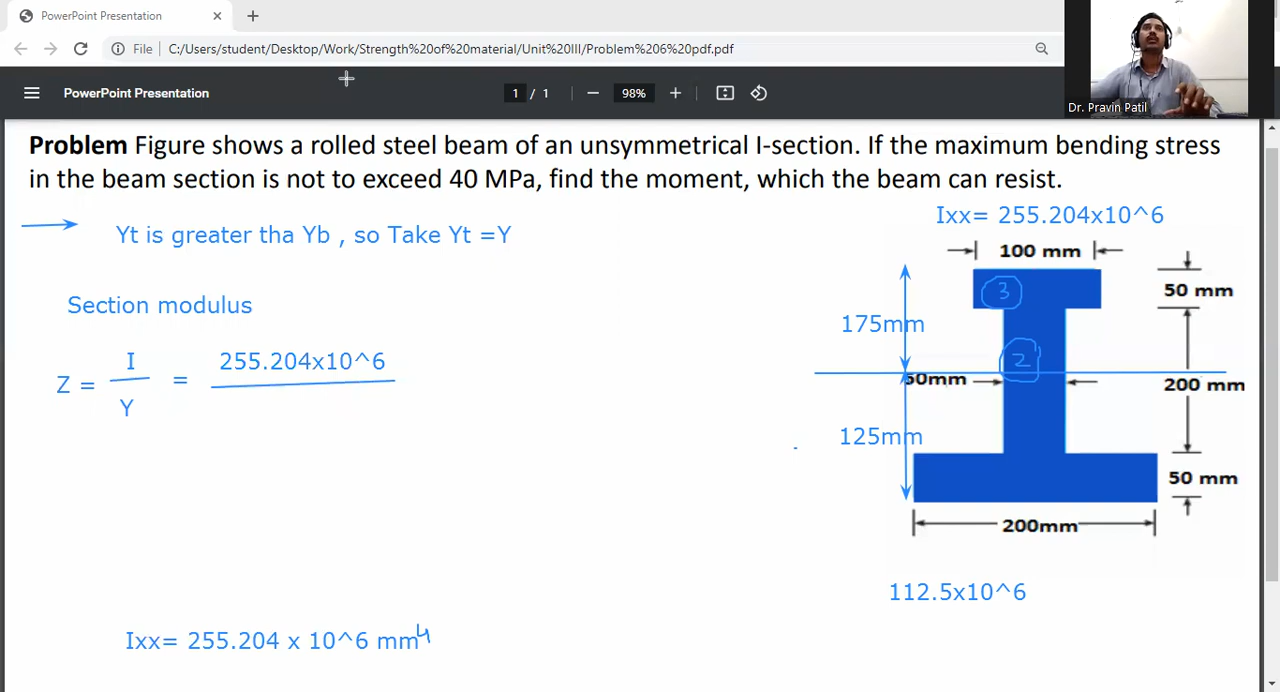 PowerPoint Presentation
File
C:/Users/student/Desktop/Work/Strength%20of%20material/Unit%20III/Problem%206%20pdf.pdf
Dr. Pravin Patil
PowerPoint Presentation
1 / 1
98%
Problem Figure shows a rolled steel beam of an unsymmetrical I-section. If the maximum bending stress
in the beam section is not to exceed 40 MPa, find the moment, which the beam can resist.
Yt is greater tha Yb , so Take Yt =Y
Section modulus
Z = I / Y = 255.204x10^6
Ixx= 255.204 x 10^6 mm4
Ixx= 255.204x10^6
100 mm
3
50 mm
175mm
2
50mm
200 mm
125mm
50 mm
200mm
112.5x10^6